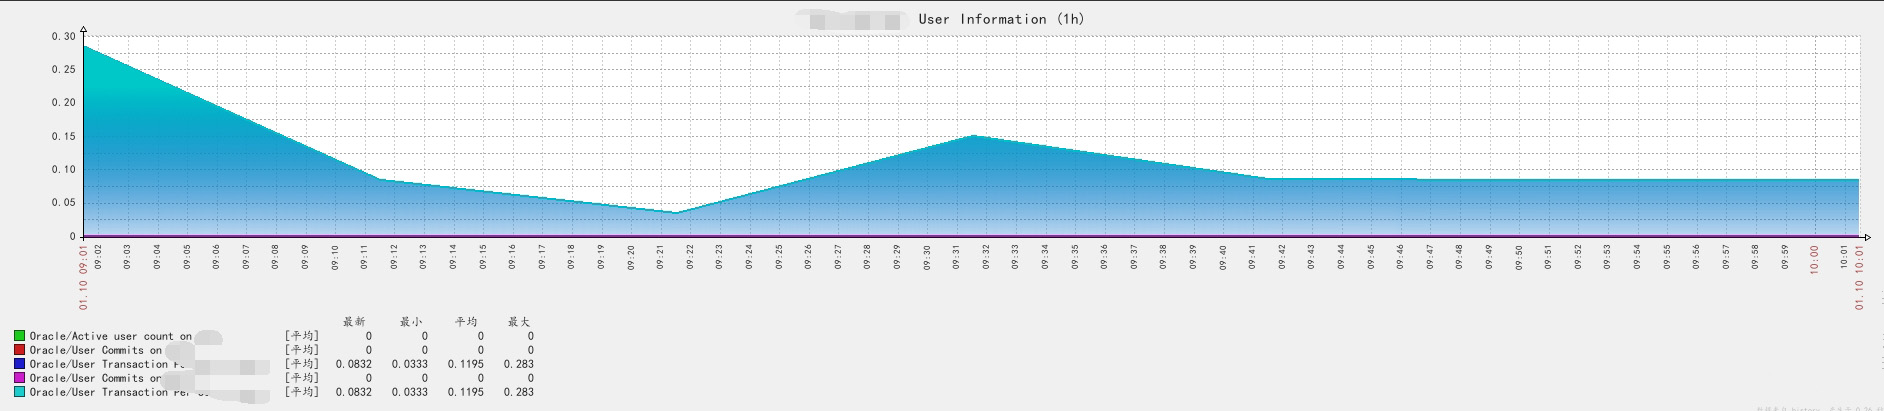 User Information (1h)
0.30
0.25
0.20
0.15
0.10
0.05
0
01.10 09:01 09:02 09:03 09:04 09:05 09:06 09:07 09:08 09:09 09:10 09:11 09:12 09:13 09:14 09:15 09:16 09:17 09:18 09:19 09:20 09:21 09:22 09:23 09:24 09:25 09:26 09:27 09:28 09:29 09:30 09:31 09:32 09:33 09:34 09:35 09:36 09:37 09:38 09:39 09:40 09:41 09:42 09:43 09:44 09:45 09:46 09:47 09:48 09:49 09:50 09:51 09:52 09:53 09:54 09:55 09:56 09:57 09:58 09:59 10:00 10:01 01.10 10:01
最新 最小 平均 最大
Oracle/Active user count on [平均] 0 0 0 0
Oracle/User Commits on [平均] 0 0 0 0
Oracle/User Transaction [平均] 0.0832 0.0333 0.1195 0.283
Oracle/User Commits on [平均] 0 0 0 0
Oracle/User Transaction Per [平均] 0.0832 0.0333 0.1195 0.283